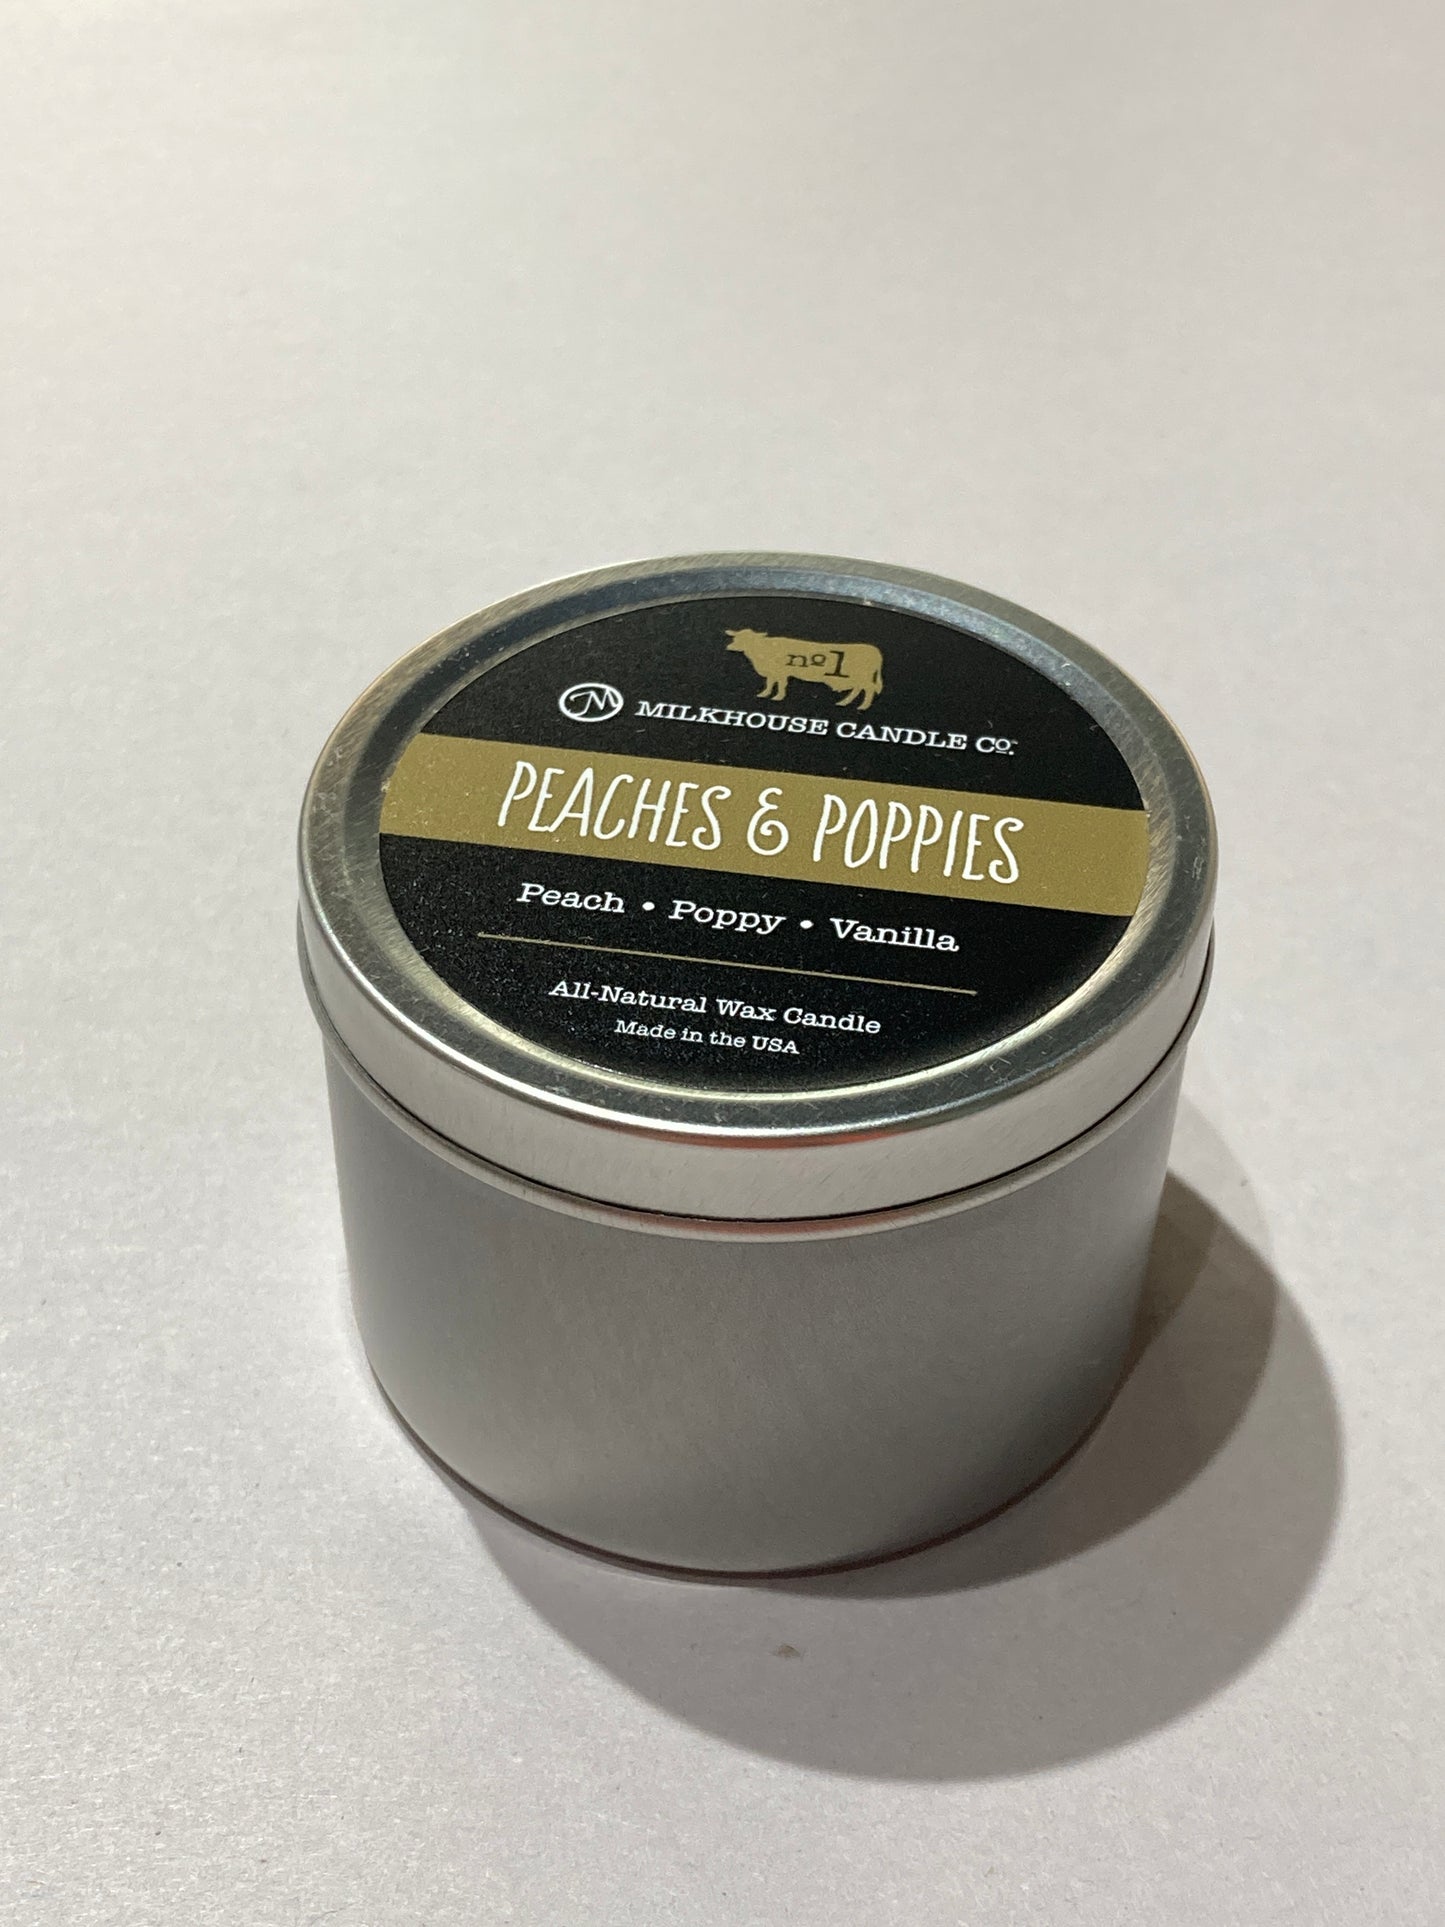 nº1
M MILKHOUSE CANDLE Cº.
PEACHES & POPPIES
Peach • Poppy • Vanilla
All-Natural Wax Candle
Made in the USA